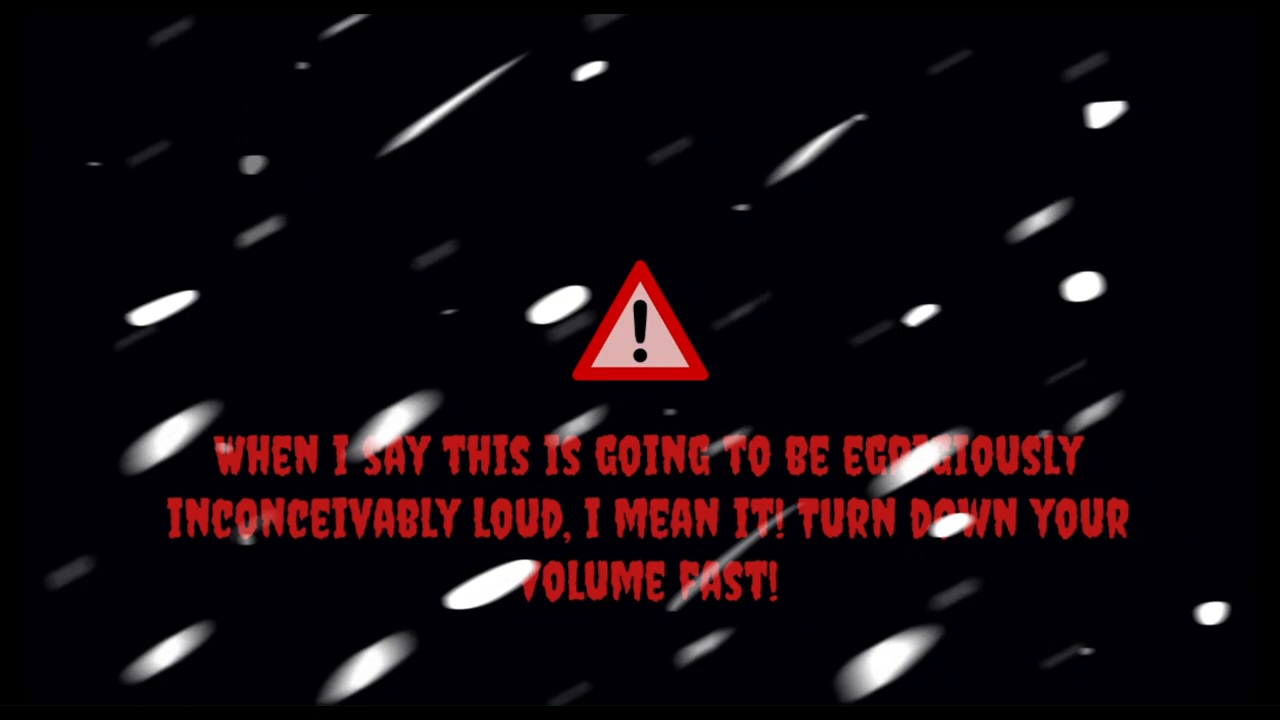 WHEN I SAY THIS IS GOING TO BE EGREGIOUSLY
INCONCEIVABLY LOUD, I MEAN IT! TURN DOWN YOUR
VOLUME FAST!